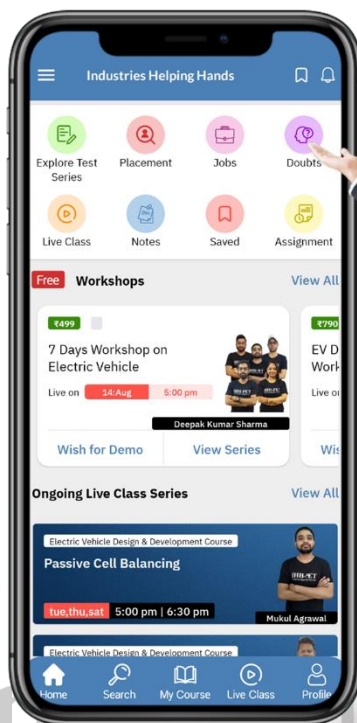 Industries Helping Hands
Explore Test
Series
Placement
Jobs
Doubts
Live Class
Notes
Saved
Assignment
Free Workshops
View All
₹499
7 Days Workshop on
Electric Vehicle
Live on 14:Aug 5:00 pm
Deepak Kumar Sharma
Wish for Demo
View Series
₹790
EV D
Work
Live o
Wis
Ongoing Live Class Series
View All
Electric Vehicle Design & Development Course
Passive Cell Balancing
tue,thu,sat 5:00 pm | 6:30 pm
Mukul Agrawal
Electric Vehicle Design & Development Course
Home
Search
My Course
Live Class
Profile